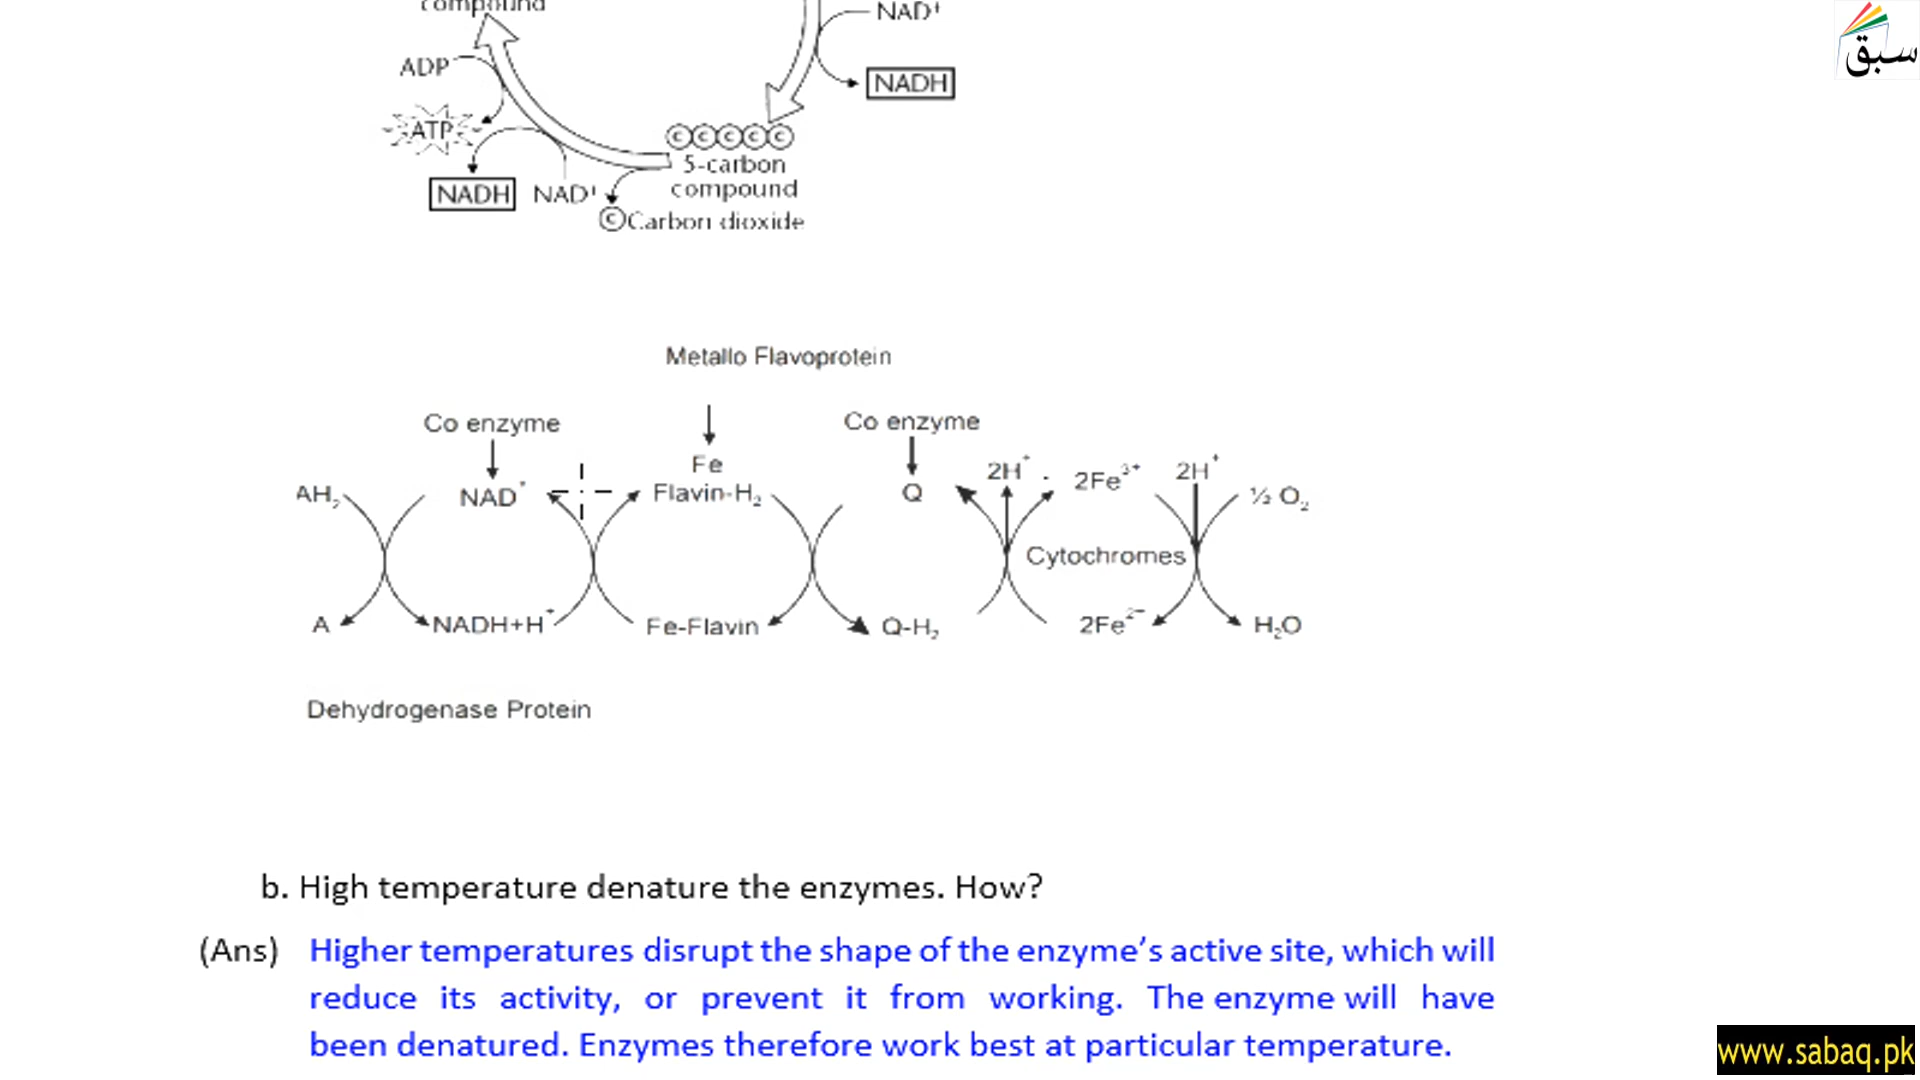 compound
NAD+
سبق
ADP
NADH
ATP
CCCCC
5-carbon
compound
NADH NAD+
C Carbon dioxide
Metallo Flavoprotein
Co enzyme
Co enzyme
Fe
2H+
2Fe3+
2H+
AH2
NAD+
Flavin-H2
Q
½ O2
Cytochromes
A
NADH+H+
Fe-Flavin
Q-H2
2Fe2-
H2O
Dehydrogenase Protein
b. High temperature denature the enzymes. How?
(Ans) Higher temperatures disrupt the shape of the enzyme’s active site, which will
reduce its activity, or prevent it from working. The enzyme will have
been denatured. Enzymes therefore work best at particular temperature.
www.sabaq.pk